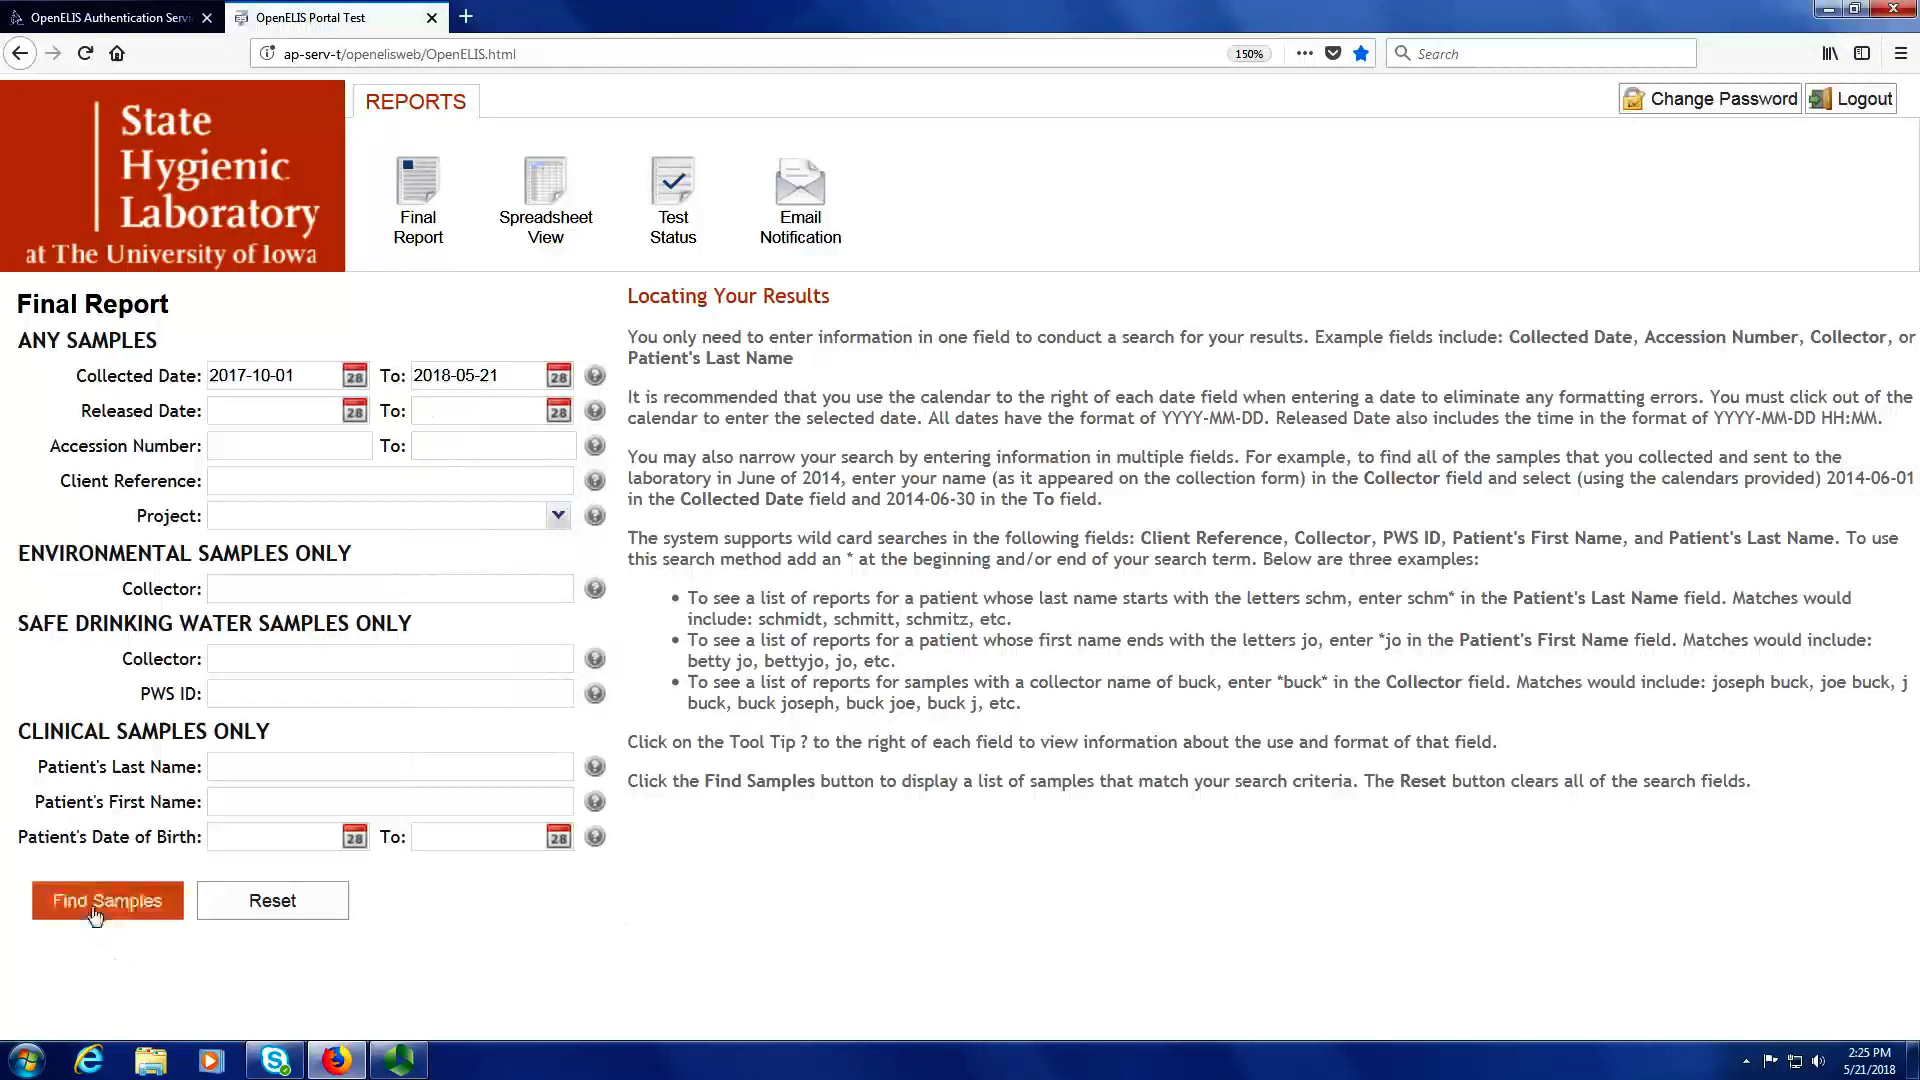 OpenELIS Authentication Servi
OpenELIS Portal Test
ap-serv-t/openelisweb/OpenELIS.html
150%
Search
State
Hygienic
Laboratory
at The University of Iowa
REPORTS
Change Password
Logout
Final
Report
Spreadsheet
View
Test
Status
Email
Notification
Final Report
ANY SAMPLES
Collected Date: 2017-10-01 28 To: 2018-05-21 28 ?
Released Date: 28 To: 28 ?
Accession Number: To: ?
Client Reference: ?
Project: ?
ENVIRONMENTAL SAMPLES ONLY
Collector: ?
SAFE DRINKING WATER SAMPLES ONLY
Collector: ?
PWS ID: ?
CLINICAL SAMPLES ONLY
Patient's Last Name: ?
Patient's First Name: ?
Patient's Date of Birth: 28 To: 28 ?
Find Samples
Reset
Locating Your Results
You only need to enter information in one field to conduct a search for your results. Example fields include: Collected Date, Accession Number, Collector, or
Patient's Last Name
It is recommended that you use the calendar to the right of each date field when entering a date to eliminate any formatting errors. You must click out of the
calendar to enter the selected date. All dates have the format of YYYY-MM-DD. Released Date also includes the time in the format of YYYY-MM-DD HH:MM.
You may also narrow your search by entering information in multiple fields. For example, to find all of the samples that you collected and sent to the
laboratory in June of 2014, enter your name (as it appeared on the collection form) in the Collector field and select (using the calendars provided) 2014-06-01
in the Collected Date field and 2014-06-30 in the To field.
The system supports wild card searches in the following fields: Client Reference, Collector, PWS ID, Patient's First Name, and Patient's Last Name. To use
this search method add an * at the beginning and/or end of your search term. Below are three examples:
• To see a list of reports for a patient whose last name starts with the letters schm, enter schm* in the Patient's Last Name field. Matches would
include: schmidt, schmitt, schmitz, etc.
• To see a list of reports for a patient whose first name ends with the letters jo, enter *jo in the Patient's First Name field. Matches would include:
betty jo, bettyjo, jo, etc.
• To see a list of reports for samples with a collector name of buck, enter *buck* in the Collector field. Matches would include: joseph buck, joe buck, j
buck, buck joseph, buck joe, buck j, etc.
Click on the Tool Tip ? to the right of each field to view information about the use and format of that field.
Click the Find Samples button to display a list of samples that match your search criteria. The Reset button clears all of the search fields.
2:25 PM
5/21/2018